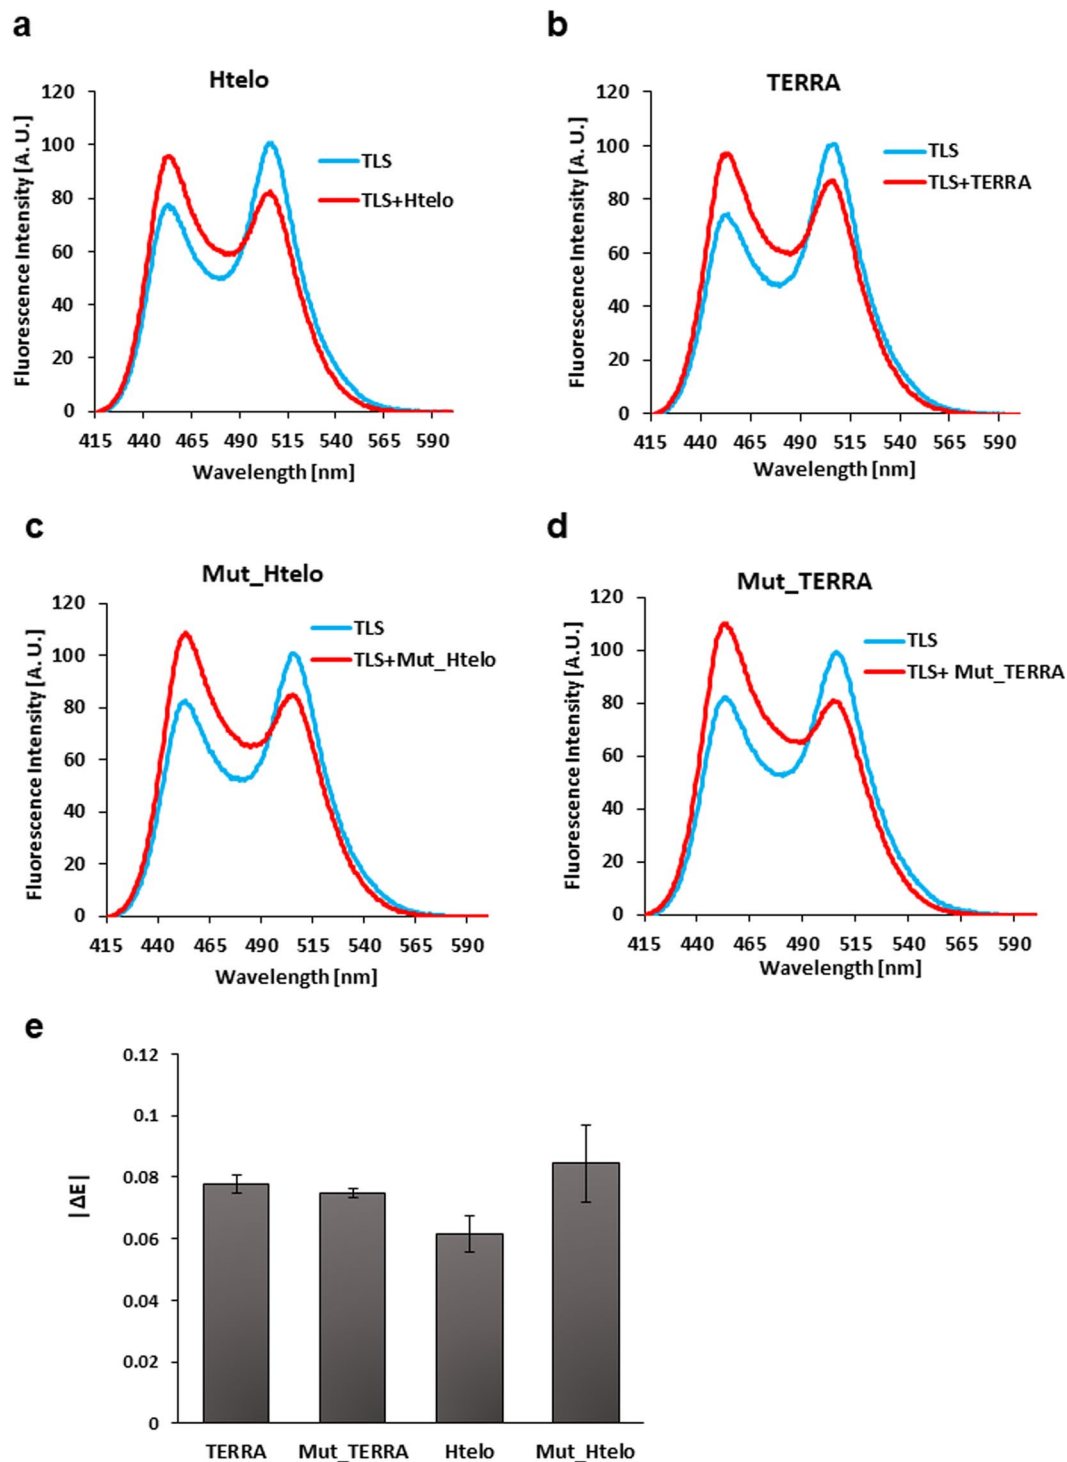 a
Htelo
Fluorescence Intensity [A. U.]
120
100
80
60
40
20
0
TLS
TLS+Htelo
415 440 465 490 515 540 565 590
Wavelength [nm]
b
TERRA
Fluorescence Intensity [A. U.]
120
100
80
60
40
20
0
TLS
TLS+TERRA
415 440 465 490 515 540 565 590
Wavelength [nm]
c
Mut_Htelo
Fluorescence Intensity [A.U.]
120
100
80
60
40
20
0
TLS
TLS+Mut_Htelo
415 440 465 490 515 540 565 590
Wavelength [nm]
d
Mut_TERRA
Fluorescence Intensity [A.U.]
120
100
80
60
40
20
0
TLS
TLS+ Mut_TERRA
415 440 465 490 515 540 565 590
Wavelength [nm]
e
|ΔE|
0.12
0.1
0.08
0.06
0.04
0.02
0
TERRA Mut_TERRA Htelo Mut_Htelo